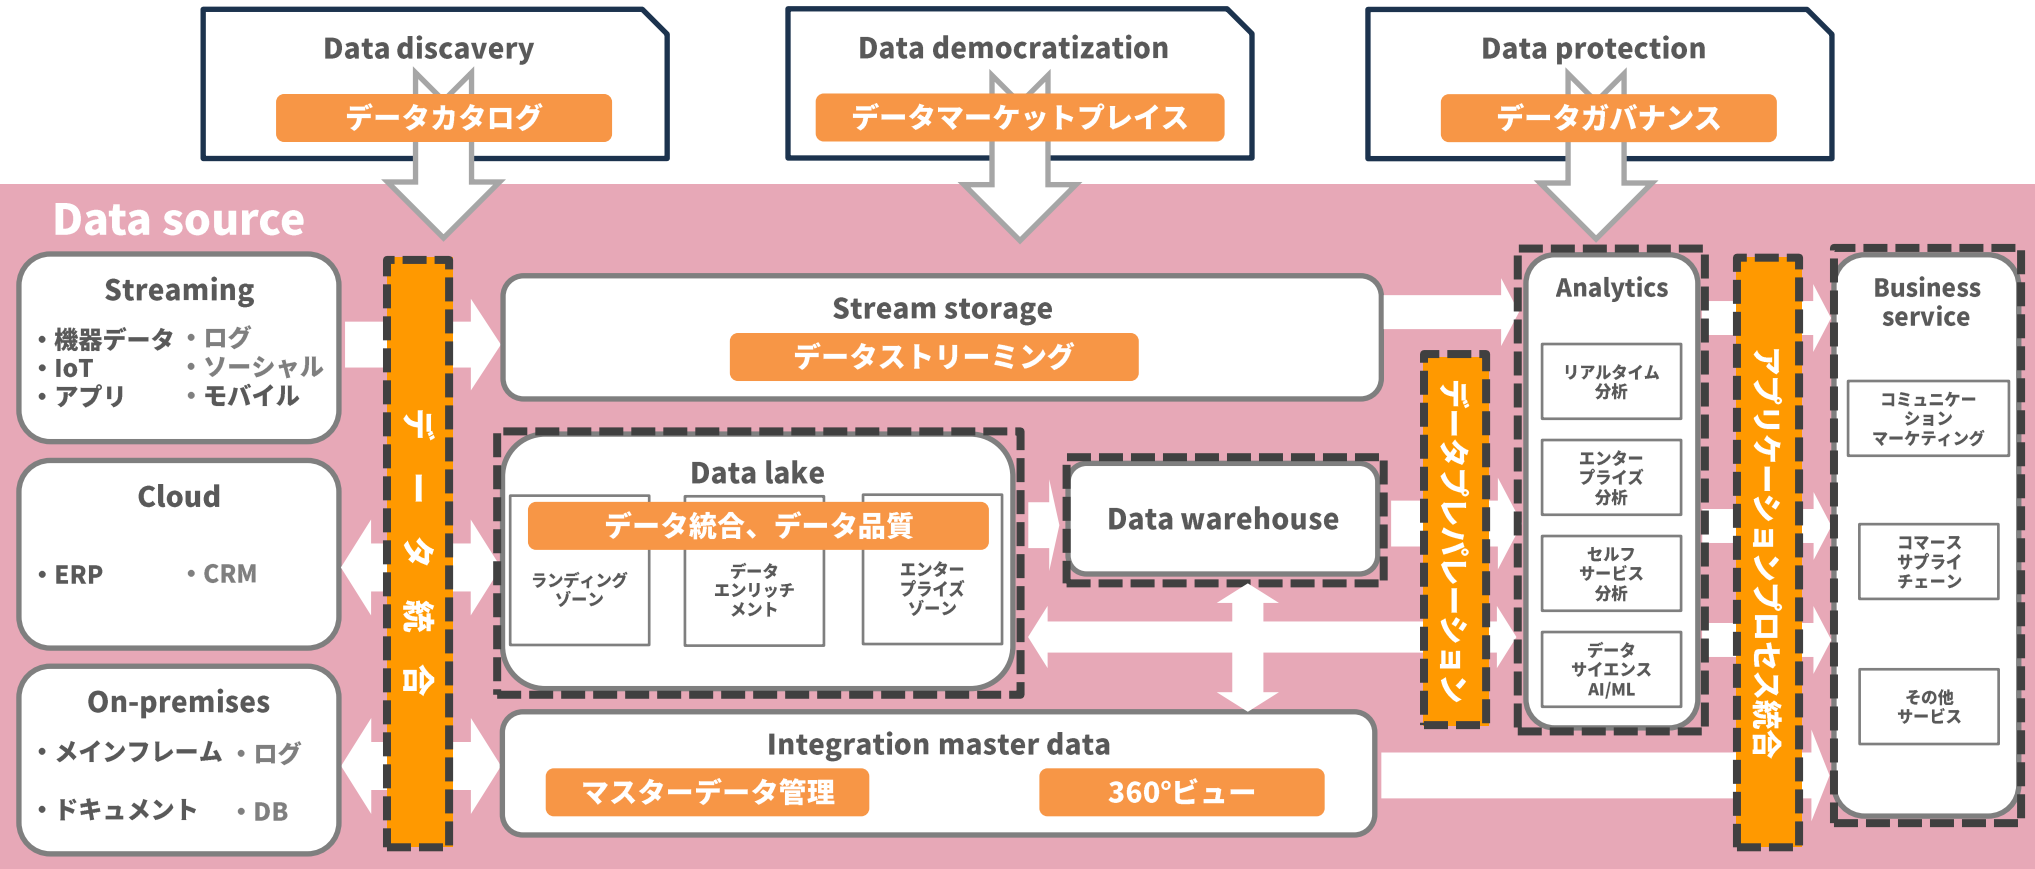 Data discavery
データカタログ
Data democratization
データマーケットプレイス
Data protection
データガバナンス
Data source
Streaming
・機器データ ・ログ
・IoT ・ソーシャル
・アプリ ・モバイル
Cloud
・ERP ・CRM
On-premises
・メインフレーム ・ログ
・ドキュメント ・DB
データ統合
Stream storage
データストリーミング
Data lake
データ統合、データ品質
ランディング
ゾーン
データ
エンリッチ
メント
エンター
プライズ
ゾーン
Data warehouse
Integration master data
マスターデータ管理
360°ビュー
データプレパレーション
Analytics
リアルタイム
分析
エンター
プライズ
分析
セルフ
サービス
分析
データ
サイエンス
AI/ML
アプリケーションプロセス統合
Business
service
コミュニケー
ション
マーケティング
コマース
サプライ
チェーン
その他
サービス